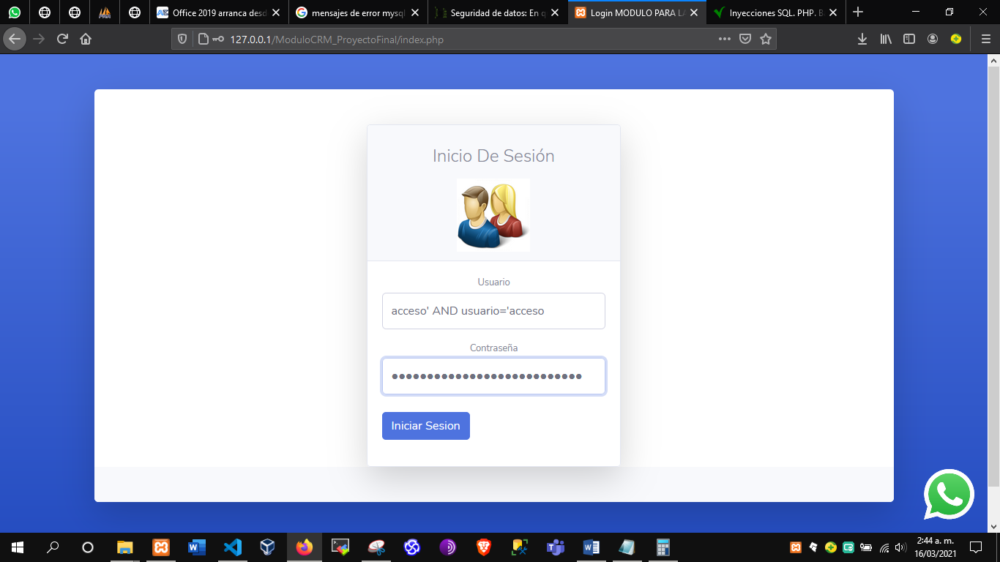 Office 2019 arranca desd
mensajes de error mysql
Seguridad de datos: En q
Login MODULO PARA LA
Inyecciones SQL. PHP. B
127.0.0.1/ModuloCRM_ProyectoFinal/index.php
Inicio De Sesión
Usuario
acceso' AND usuario='acceso
Contraseña
Iniciar Sesion
2:44 a. m.
16/03/2021